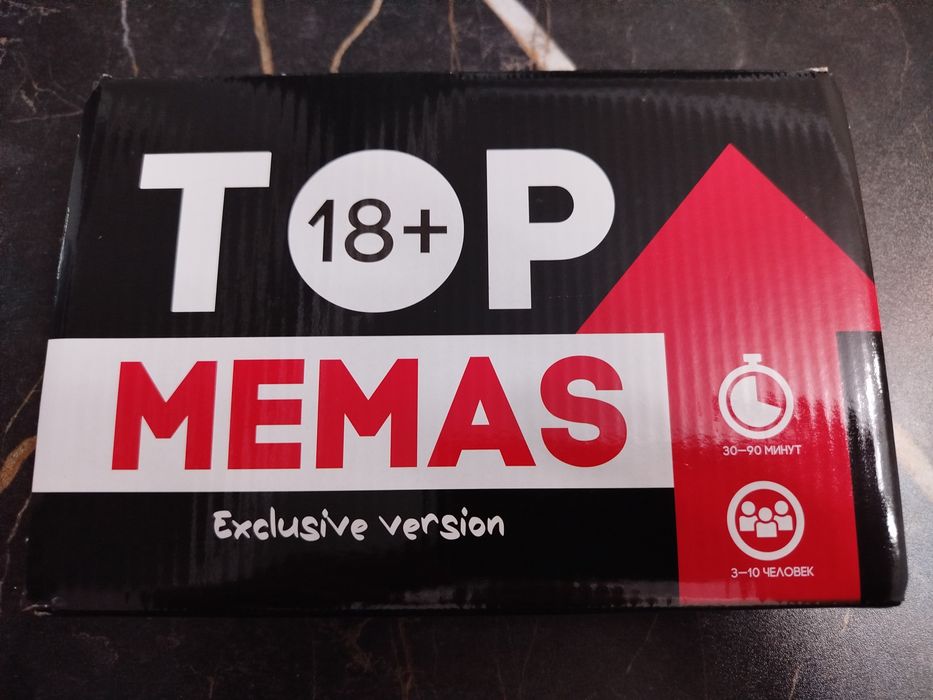 TOP
18+
MEMAS
Exclusive version
30–90 МИНУТ
3–10 ЧЕЛОВЕК